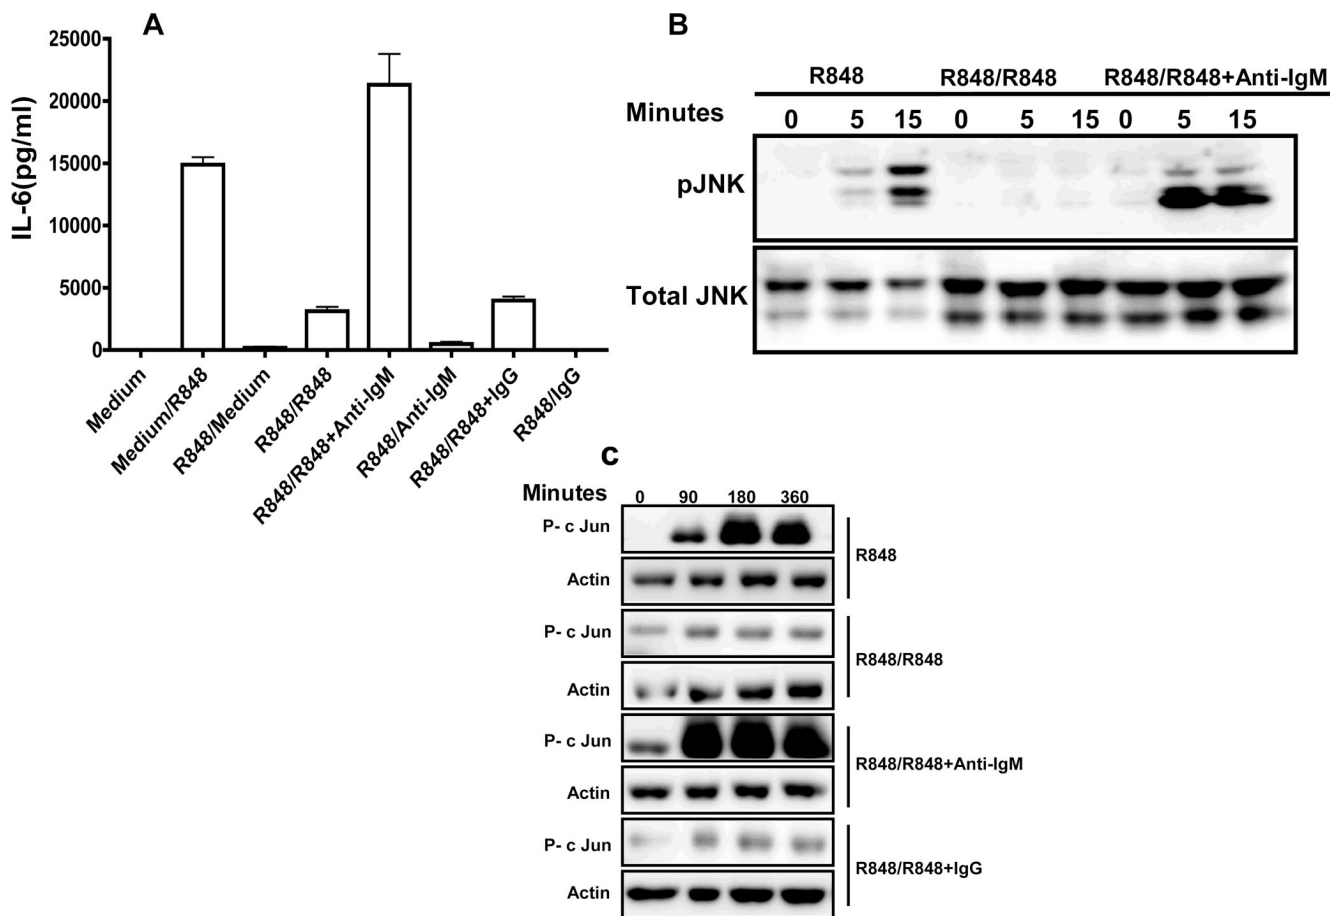 A
IL-6(pg/ml)
25000
20000
15000
10000
5000
0
Medium
Medium/R848
R848/Medium
R848/R848
R848/R848+Anti-IgM
R848/Anti-IgM
R848/R848+IgG
R848/IgG
B
R848 R848/R848 R848/R848+Anti-IgM
Minutes 0 5 15 0 5 15 0 5 15
pJNK
Total JNK
C
Minutes 0 90 180 360
P- c Jun
R848
Actin
P- c Jun
R848/R848
Actin
P- c Jun
R848/R848+Anti-IgM
Actin
P- c Jun
R848/R848+IgG
Actin